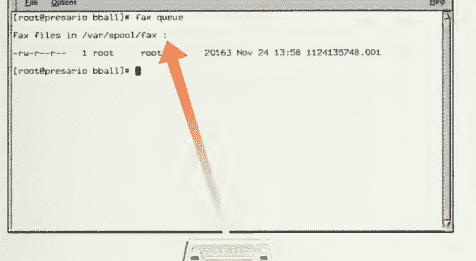 File Options Help
[root@presario bball]# fax queue
Fax files in /var/spool/fax :
-rw-r--r-- 1 root root 20163 Nov 24 13:58 1124135748.001
[root@presario bball]#